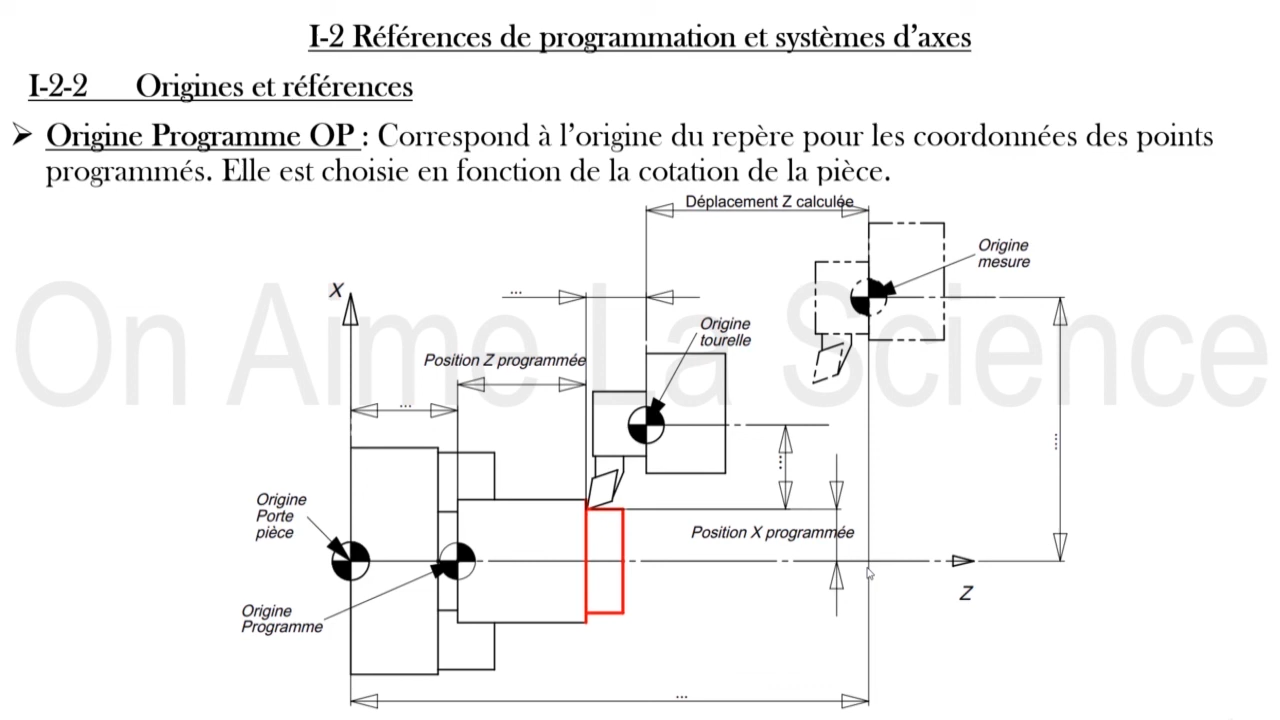 I-2 Références de programmation et systèmes d’axes
I-2-2 Origines et références
➢ Origine Programme OP : Correspond à l’origine du repère pour les coordonnées des points
programmés. Elle est choisie en fonction de la cotation de la pièce.
Déplacement Z calculée
Origine
mesure
X
...
Origine
tourelle
On Aime La Science
Position Z programmée
...
...
...
Origine
Porte
pièce
Position X programmée
Z
Origine
Programme
...